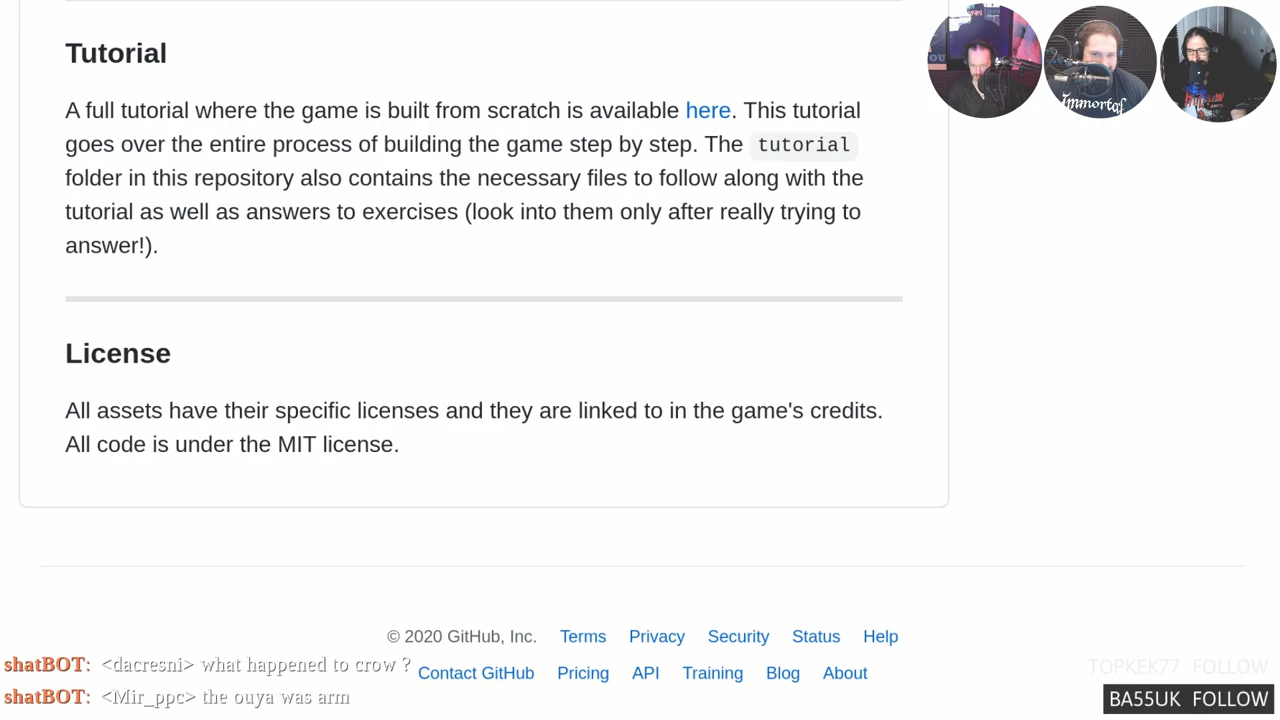 Tutorial
A full tutorial where the game is built from scratch is available here. This tutorial
goes over the entire process of building the game step by step. The tutorial
folder in this repository also contains the necessary files to follow along with the
tutorial as well as answers to exercises (look into them only after really trying to
answer!).
License
All assets have their specific licenses and they are linked to in the game's credits.
All code is under the MIT license.
© 2020 GitHub, Inc. Terms Privacy Security Status Help
Contact GitHub Pricing API Training Blog About
shatBOT: <dacresni> what happened to crow ?
shatBOT: <Mir_ppc> the ouya was arm
TOPKEK77 FOLLOW
BA55UK FOLLOW
Immortal